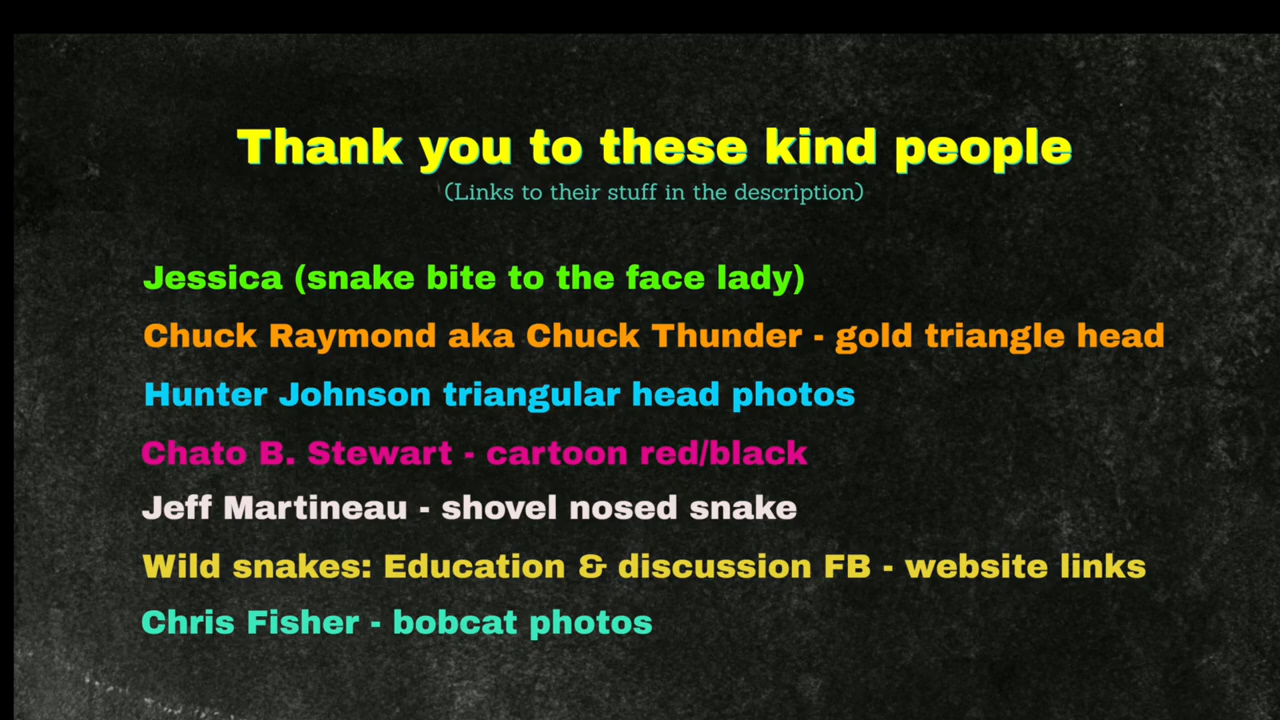 Thank you to these kind people
(Links to their stuff in the description)
Jessica (snake bite to the face lady)
Chuck Raymond aka Chuck Thunder - gold triangle head
Hunter Johnson triangular head photos
Chato B. Stewart - cartoon red/black
Jeff Martineau - shovel nosed snake
Wild snakes: Education & discussion FB - website links
Chris Fisher - bobcat photos